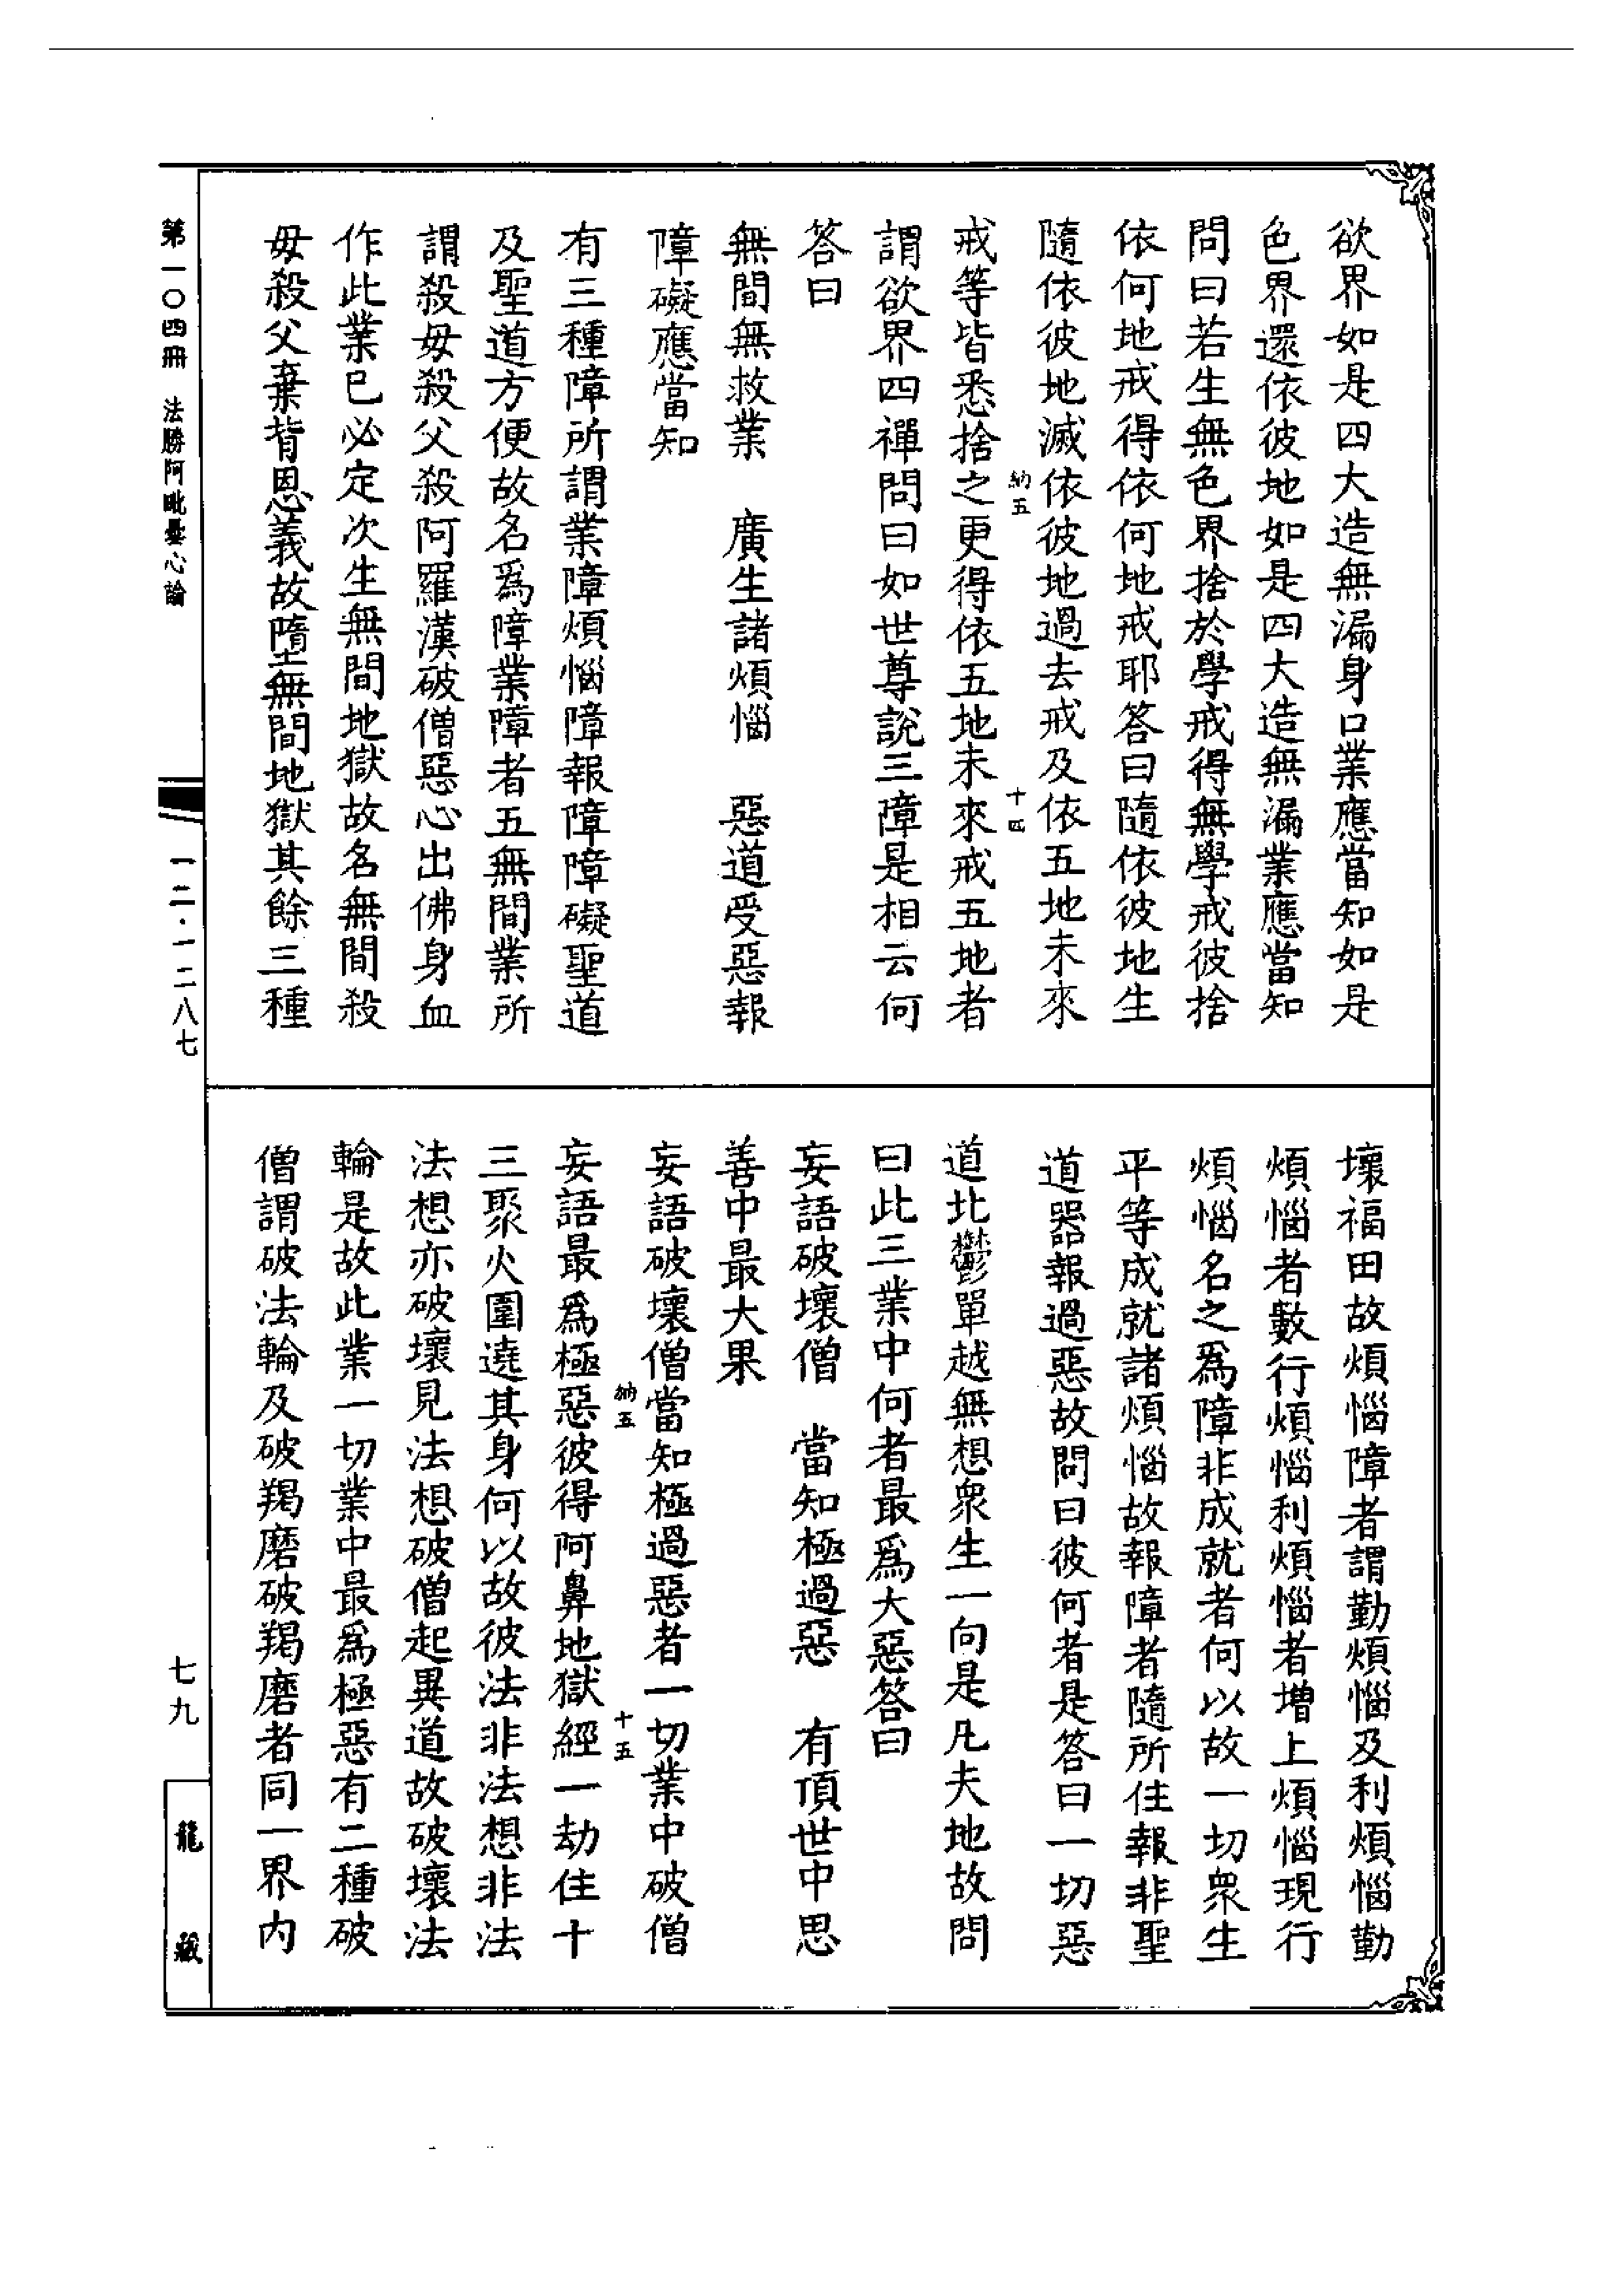 欲界如是四大造無漏身口業應當知如是
色界還依彼地如是四大造無漏業應當知
問曰若生無色界捨於學戒得無學戒彼捨
依何地戒得依何地戒耶答曰隨依彼地生
隨依彼地滅依彼地過去戒及依五地未來
納五
十四
戒等皆悉捨之更得依五地未來戒五地者
謂欲界四禪問曰如世尊說三障是相云何
答曰
無間無救業　廣生諸煩惱　惡道受惡報
障礙應當知
有三種障所謂業障煩惱障報障障礙聖道
及聖道方便故名爲障業障者五無間業所
謂殺毋殺父殺阿羅漢破僧惡心出佛身血
作此業已必定次生無間地獄故名無間殺
毋殺父棄背恩義故墮無間地獄其餘三種
壞福田故煩惱障者謂勤煩惱及利煩惱勤
煩惱者數行煩惱利煩惱者增上煩惱現行
煩惱名之爲障非成就者何以故一切衆生
平等成就諸煩惱故報障者隨所住報非聖
道器報過惡故問曰彼何者是答曰一切惡
道北鬱單越無想衆生一向是凡夫地故問
曰此三業中何者最爲大惡答曰
妄語破壞僧　當知極過惡　有頂世中思
善中最大果
妄語破壞僧當知極過惡者一切業中破僧
納五
十五
妄語最爲極惡彼得阿鼻地獄經一劫住十
三聚火圍遶其身何以故彼法非法想非法
法想亦破壞見法想破僧起異道故破壞法
輪是故此業一切業中最爲極惡有二種破
僧謂破法輪及破羯磨破羯磨者同一界內
第一〇四冊　法勝阿毗曇心論
一二·一二八七
七九
龍藏